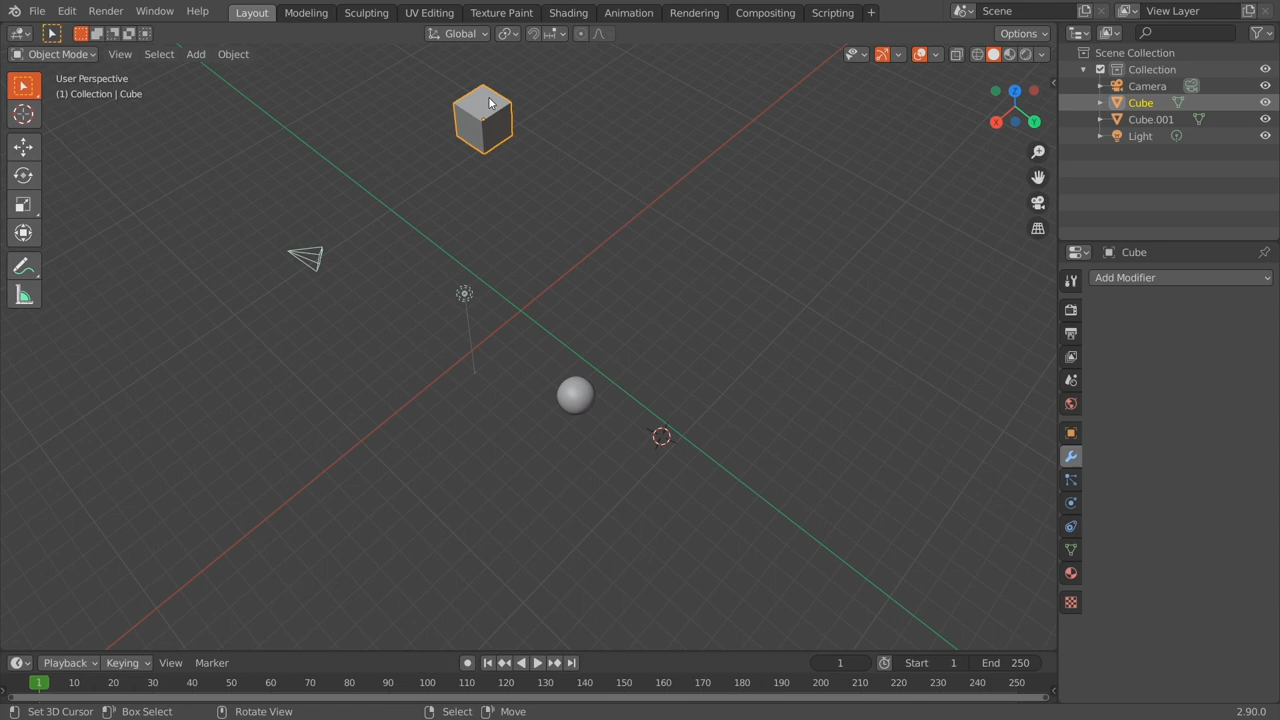 File Edit Render Window Help Layout Modeling Sculpting UV Editing Texture Paint Shading Animation Rendering Compositing Scripting + Scene View Layer
Global Options
Object Mode View Select Add Object
User Perspective
(1) Collection | Cube
Z
X Y
Scene Collection
Collection
Camera
Cube
Cube.001
Light
Cube
Add Modifier
Playback Keying View Marker 1 Start 1 End 250
1 10 20 30 40 50 60 70 80 90 100 110 120 130 140 150 160 170 180 190 200 210 220 230 240 250
Set 3D Cursor Box Select Rotate View Select Move 2.90.0